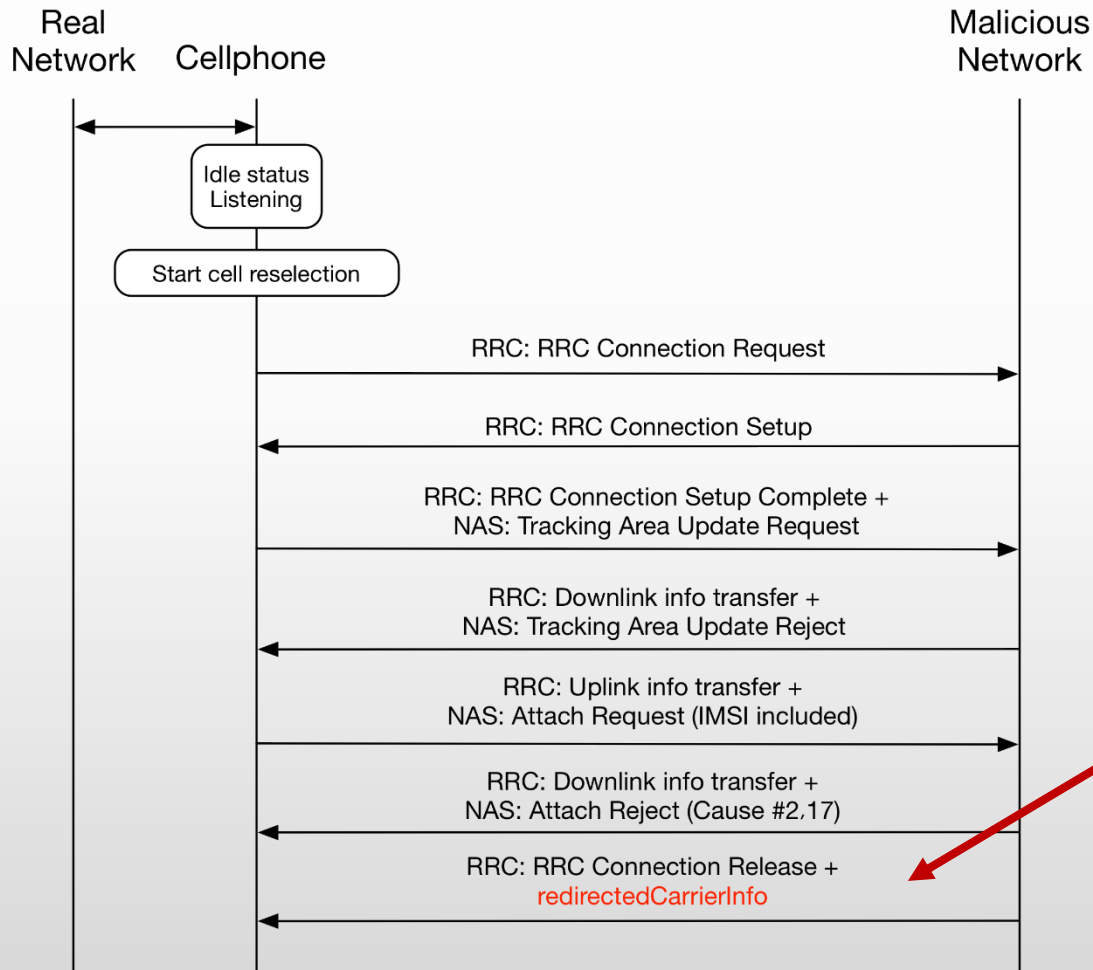 Real
Network
Cellphone
Malicious
Network
Idle status
Listening
Start cell reselection
RRC: RRC Connection Request
RRC: RRC Connection Setup
RRC: RRC Connection Setup Complete +
NAS: Tracking Area Update Request
RRC: Downlink info transfer +
NAS: Tracking Area Update Reject
RRC: Uplink info transfer +
NAS: Attach Request (IMSI included)
RRC: Downlink info transfer +
NAS: Attach Reject (Cause #2,17)
RRC: RRC Connection Release +
redirectedCarrierInfo